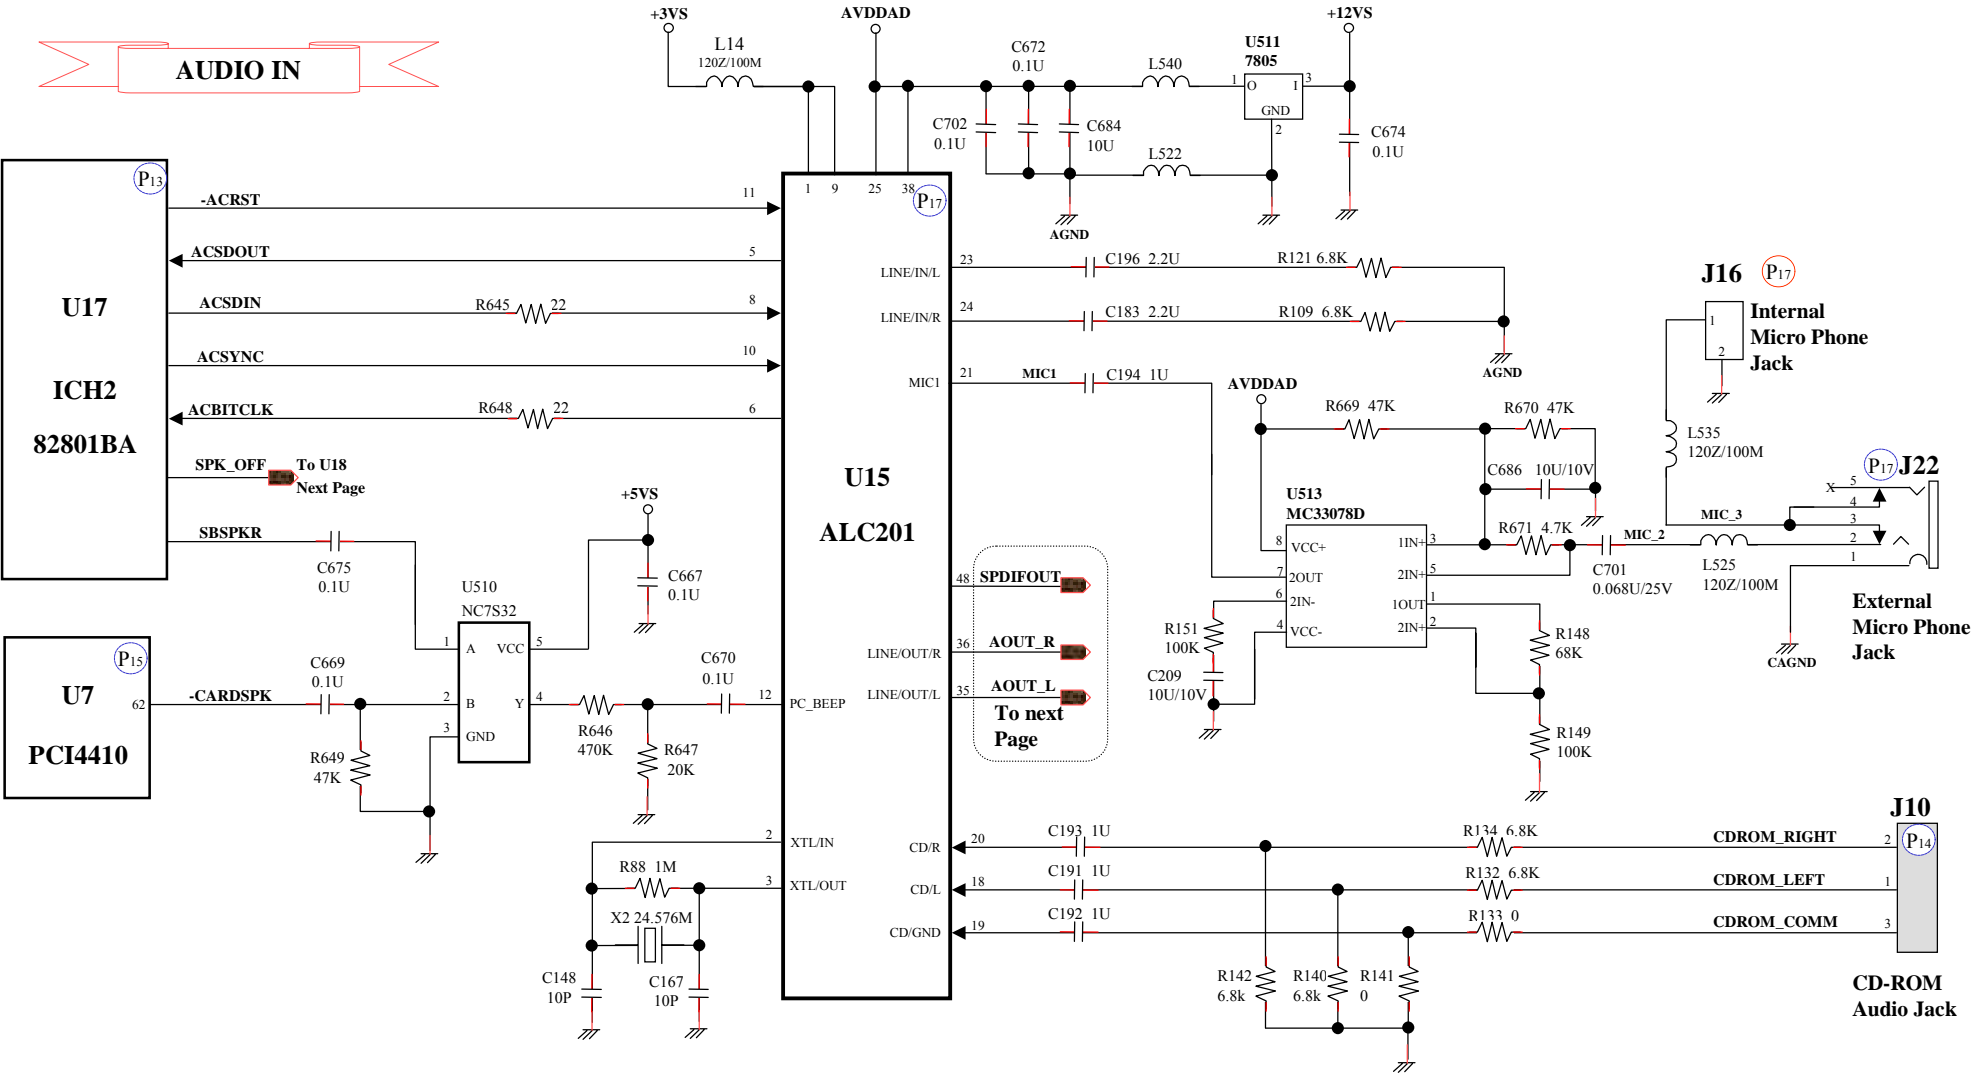 AUDIO IN
+3VS
L14
120Z/100M
AVDDAD
C672
0.1U
C702
0.1U
C684
10U
L540
L522
U511
7805
1
O
I
3
GND
2
+12VS
C674
0.1U
AGND
P13
U17
ICH2
82801BA
-ACRST
11
ACSDOUT
5
ACSDIN
R645
22
8
ACSYNC
10
ACBITCLK
R648
22
6
SPK_OFF
To U18
Next Page
SBSPKR
C675
0.1U
+5VS
C667
0.1U
U510
NC7S32
1
A
VCC
5
2
B
Y
4
3
GND
P15
U7
PCI4410
62
-CARDSPK
C669
0.1U
R649
47K
R646
470K
R647
20K
C670
0.1U
12
PC_BEEP
2
XTL/IN
R88 1M
3
XTL/OUT
X2 24.576M
C148
10P
C167
10P
1
9
25
38
P17
U15
ALC201
LINE/IN/L
23
C196 2.2U
R121 6.8K
LINE/IN/R
24
C183 2.2U
R109 6.8K
AGND
MIC1
21
MIC1
C194 1U
48
SPDIFOUT
LINE/OUT/R
36
AOUT_R
LINE/OUT/L
35
AOUT_L
To next
Page
AVDDAD
R669 47K
R670 47K
C686 10U/10V
U513
MC33078D
8
VCC+
7
2OUT
6
2IN-
4
VCC-
1IN+
3
2IN+
5
1OUT
1
2IN+
2
R151
100K
C209
10U/10V
R671 4.7K
C701
0.068U/25V
MIC_2
R148
68K
R149
100K
J16
P17
1
2
Internal
Micro Phone
Jack
L535
120Z/100M
MIC_3
L525
120Z/100M
P17
J22
X
5
4
3
2
1
CAGND
External
Micro Phone
Jack
CD/R
20
C193 1U
R134 6.8K
CDROM_RIGHT
2
CD/L
18
C191 1U
R132 6.8K
CDROM_LEFT
1
CD/GND
19
C192 1U
R133 0
CDROM_COMM
3
R142
6.8k
R140
6.8k
R141
0
J10
P14
CD-ROM
Audio Jack